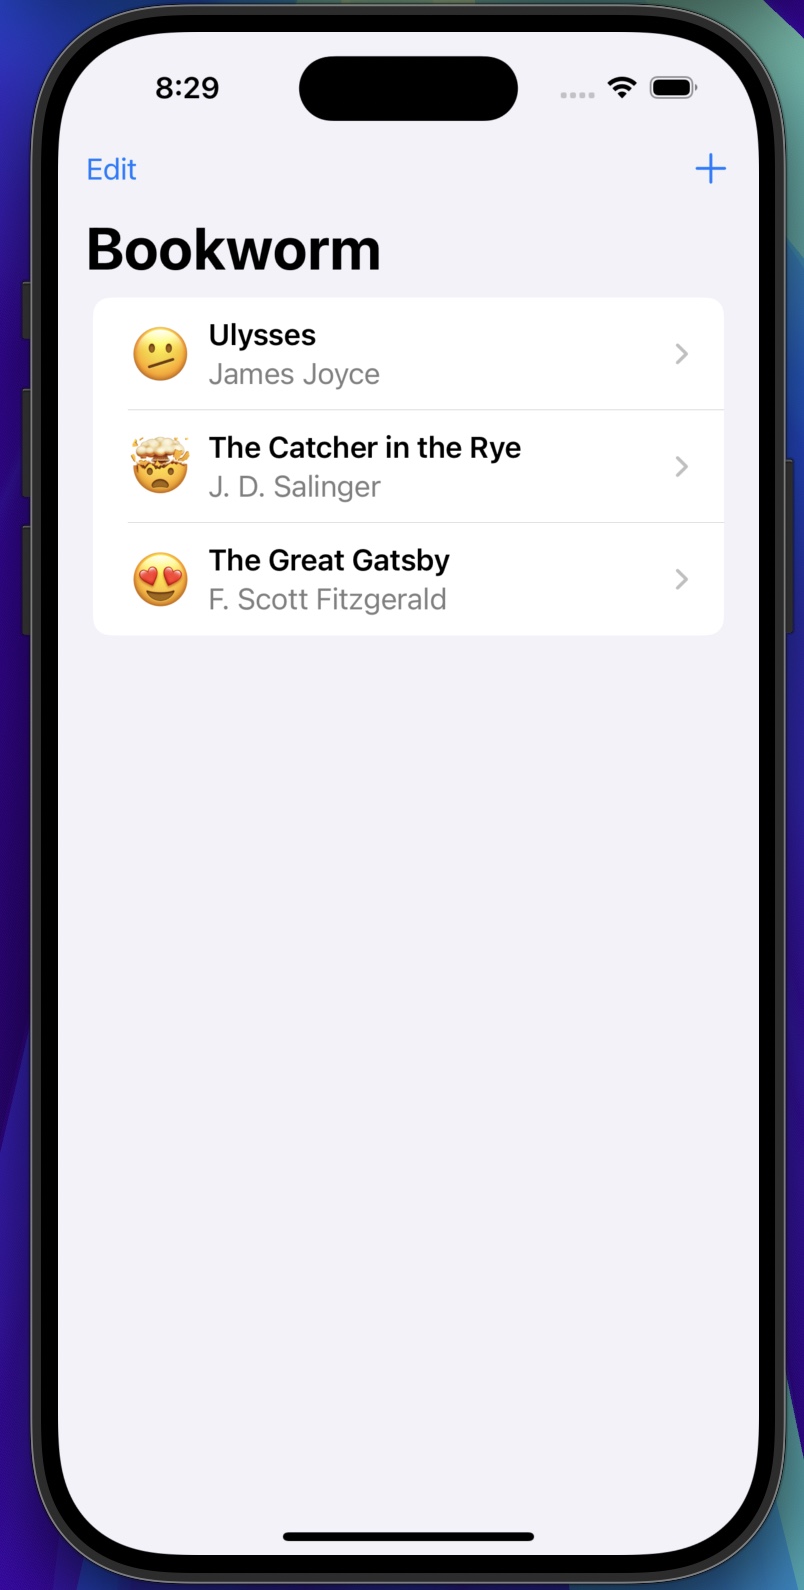 8:29
Edit
Bookworm
Ulysses
James Joyce
The Catcher in the Rye
J. D. Salinger
The Great Gatsby
F. Scott Fitzgerald